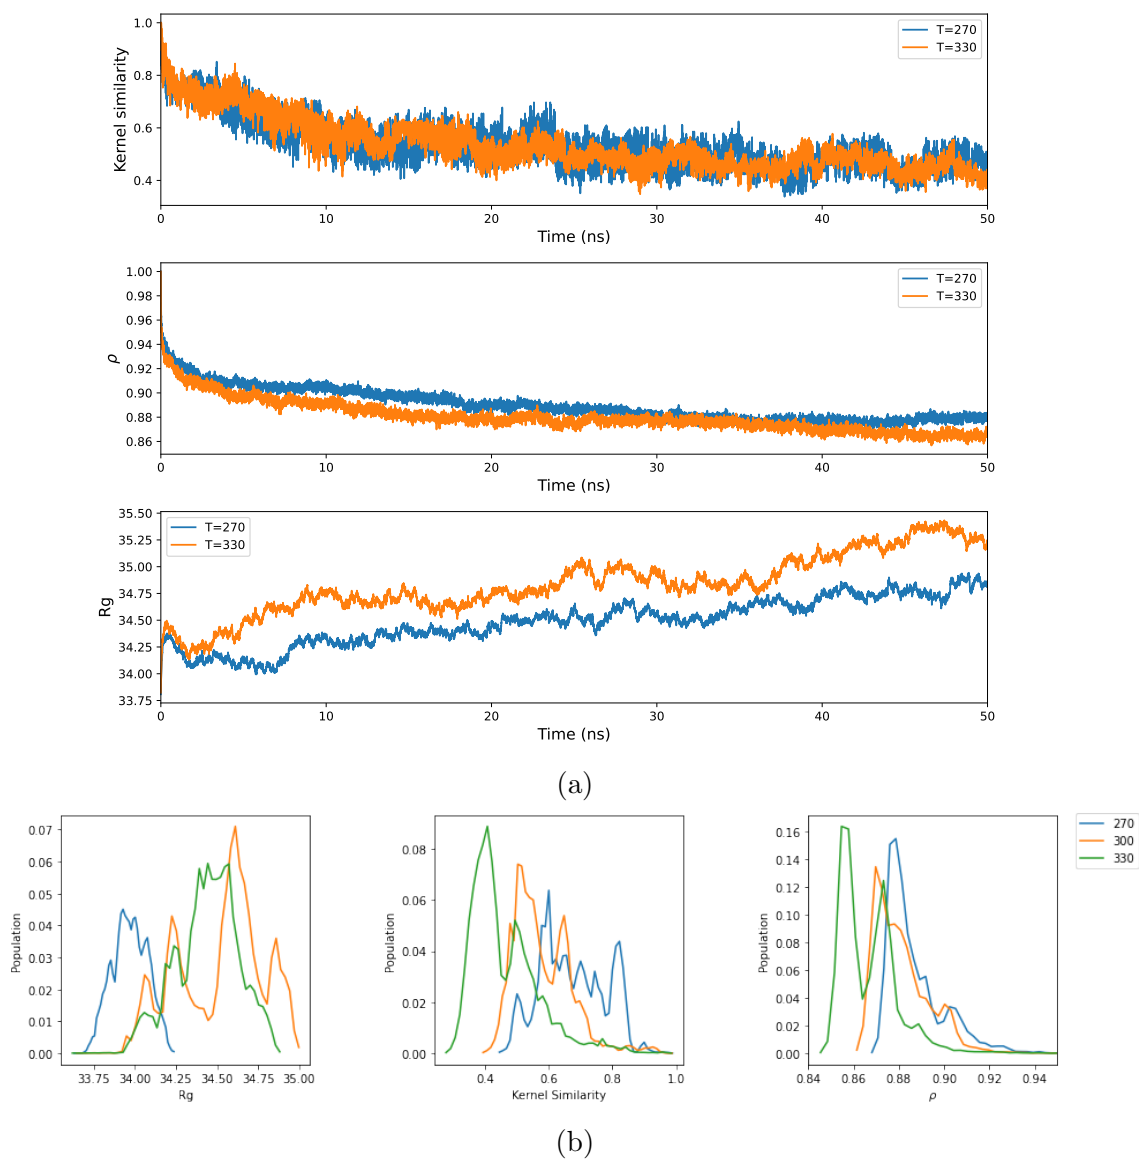 1.0
0.8
0.6
0.4
Kernel similarity
T=270
T=330
0 10 20 30 40 50
Time (ns)
1.00
0.98
0.96
0.94
0.92
0.90
0.88
0.86
ρ
T=270
T=330
0 10 20 30 40 50
Time (ns)
35.50
35.25
35.00
34.75
34.50
34.25
34.00
33.75
Rg
T=270
T=330
0 10 20 30 40 50
Time (ns)
(a)
0.07
0.06
0.05
0.04
0.03
0.02
0.01
0.00
Population
33.75 34.00 34.25 34.50 34.75 35.00
Rg
0.08
0.06
0.04
0.02
0.00
Population
0.4 0.6 0.8 1.0
Kernel Similarity
0.16
0.14
0.12
0.10
0.08
0.06
0.04
0.02
0.00
Population
0.84 0.86 0.88 0.90 0.92 0.94
ρ
270
300
330
(b)